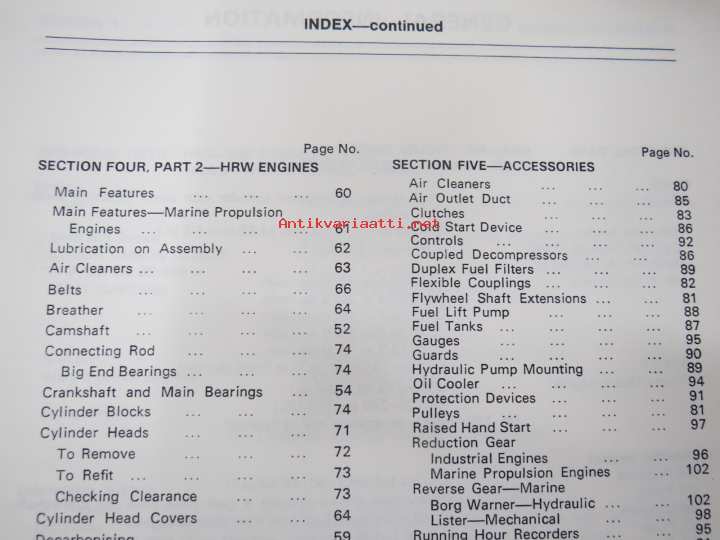 INDEX—continued
Page No.
SECTION FOUR, PART 2—HRW ENGINES
Main Features ... ... ... 60
Main Features—Marine Propulsion
Engines ... ... ... 61
Lubrication on Assembly ... ... 62
Air Cleaners ... ... ... 63
Belts ... ... ... 66
Breather ... ... ... 64
Camshaft ... ... ... 52
Connecting Rod ... ... ... 74
Big End Bearings ... ... ... 74
Crankshaft and Main Bearings ... 54
Cylinder Blocks ... ... ... 74
Cylinder Heads ... ... ... 71
To Remove ... ... ... 72
To Refit ... ... ... 73
Checking Clearance ... ... 73
Cylinder Head Covers ... ... 64
Decarbonising ... 59
Page No.
SECTION FIVE—ACCESSORIES
Air Cleaners ... ... ... 80
Air Outlet Duct ... ... ... 85
Clutches ... ... ... 83
Cold Start Device ... ... ... 86
Controls ... ... ... ... 92
Coupled Decompressors ... ... 86
Duplex Fuel Filters ... ... ... 89
Flexible Couplings ... ... ... 82
Flywheel Shaft Extensions ... ... 81
Fuel Lift Pump ... ... ... 88
Fuel Tanks ... ... ... ... 87
Gauges ... ... ... ... 95
Guards ... ... ... ... 90
Hydraulic Pump Mounting ... ... 89
Oil Cooler ... ... ... ... 94
Protection Devices ... ... ... 91
Pulleys ... ... ... ... 81
Raised Hand Start ... ... ... 97
Reduction Gear
Industrial Engines ... ... 96
Marine Propulsion Engines ... 102
Reverse Gear—Marine
Borg Warner—Hydraulic ... ... 102
Lister—Mechanical ... ... 98
Running Hour Recorders ... ... 95
Antikvariaatti.net